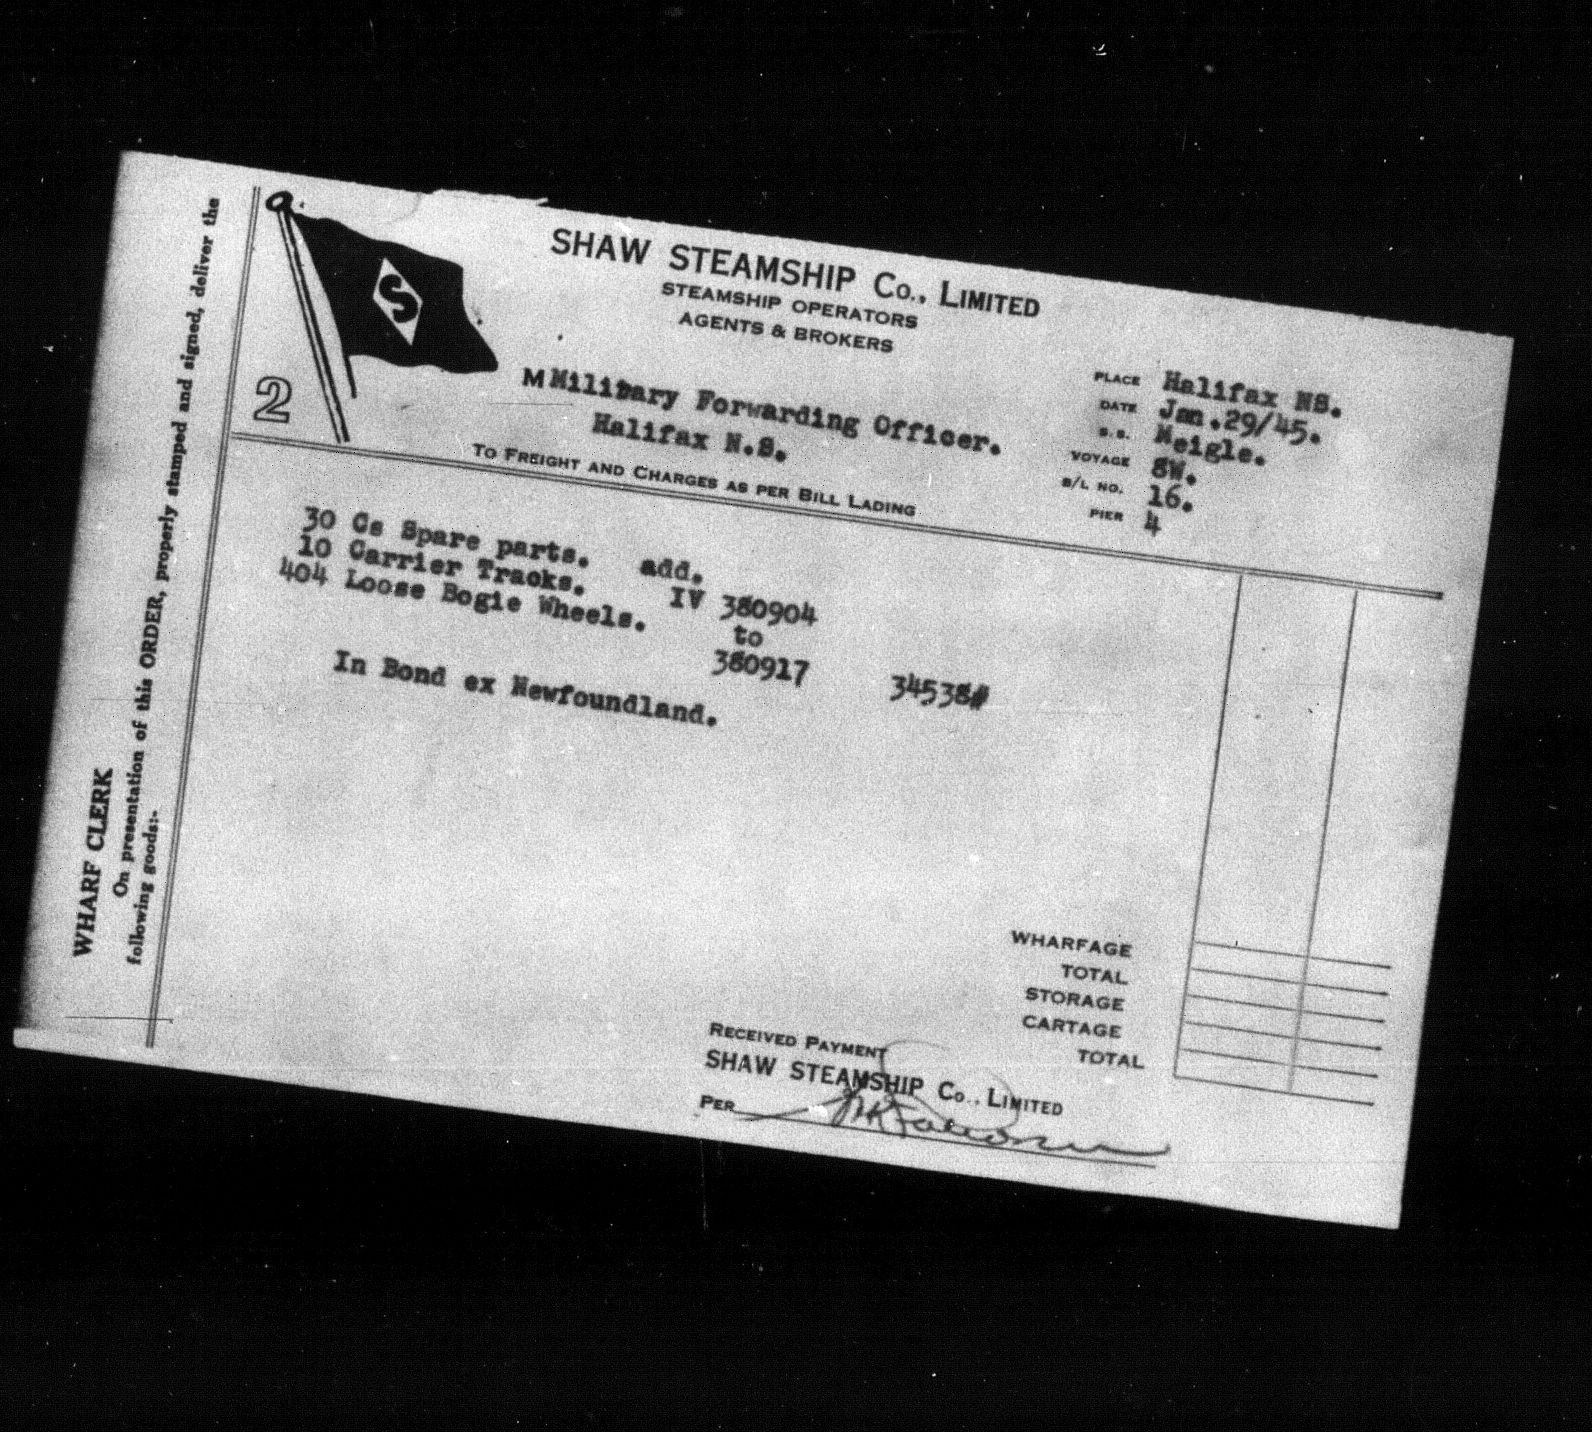 SHAW STEAMSHIP Co., LIMITED
STEAMSHIP OPERATORS
AGENTS & BROKERS
S
2
M Military Forwarding Officer.
Halifax N.S.
TO FREIGHT AND CHARGES AS PER BILL LADING
PLACE Halifax NS.
DATE Jan.29/45.
S.S. Meigle.
VOYAGE 8W.
B/L NO. 16.
PIER 4
30 Cs Spare parts. add.
10 Carrier Tracks. IV 380904
404 Loose Bogie Wheels. to
380917 34538#
In Bond ex Newfoundland.
WHARFAGE
TOTAL
STORAGE
CARTAGE
TOTAL
RECEIVED PAYMENT
SHAW STEAMSHIP Co., LIMITED
PER
WHARF CLERK
On presentation of this ORDER, properly stamped and signed, deliver the
following goods:-